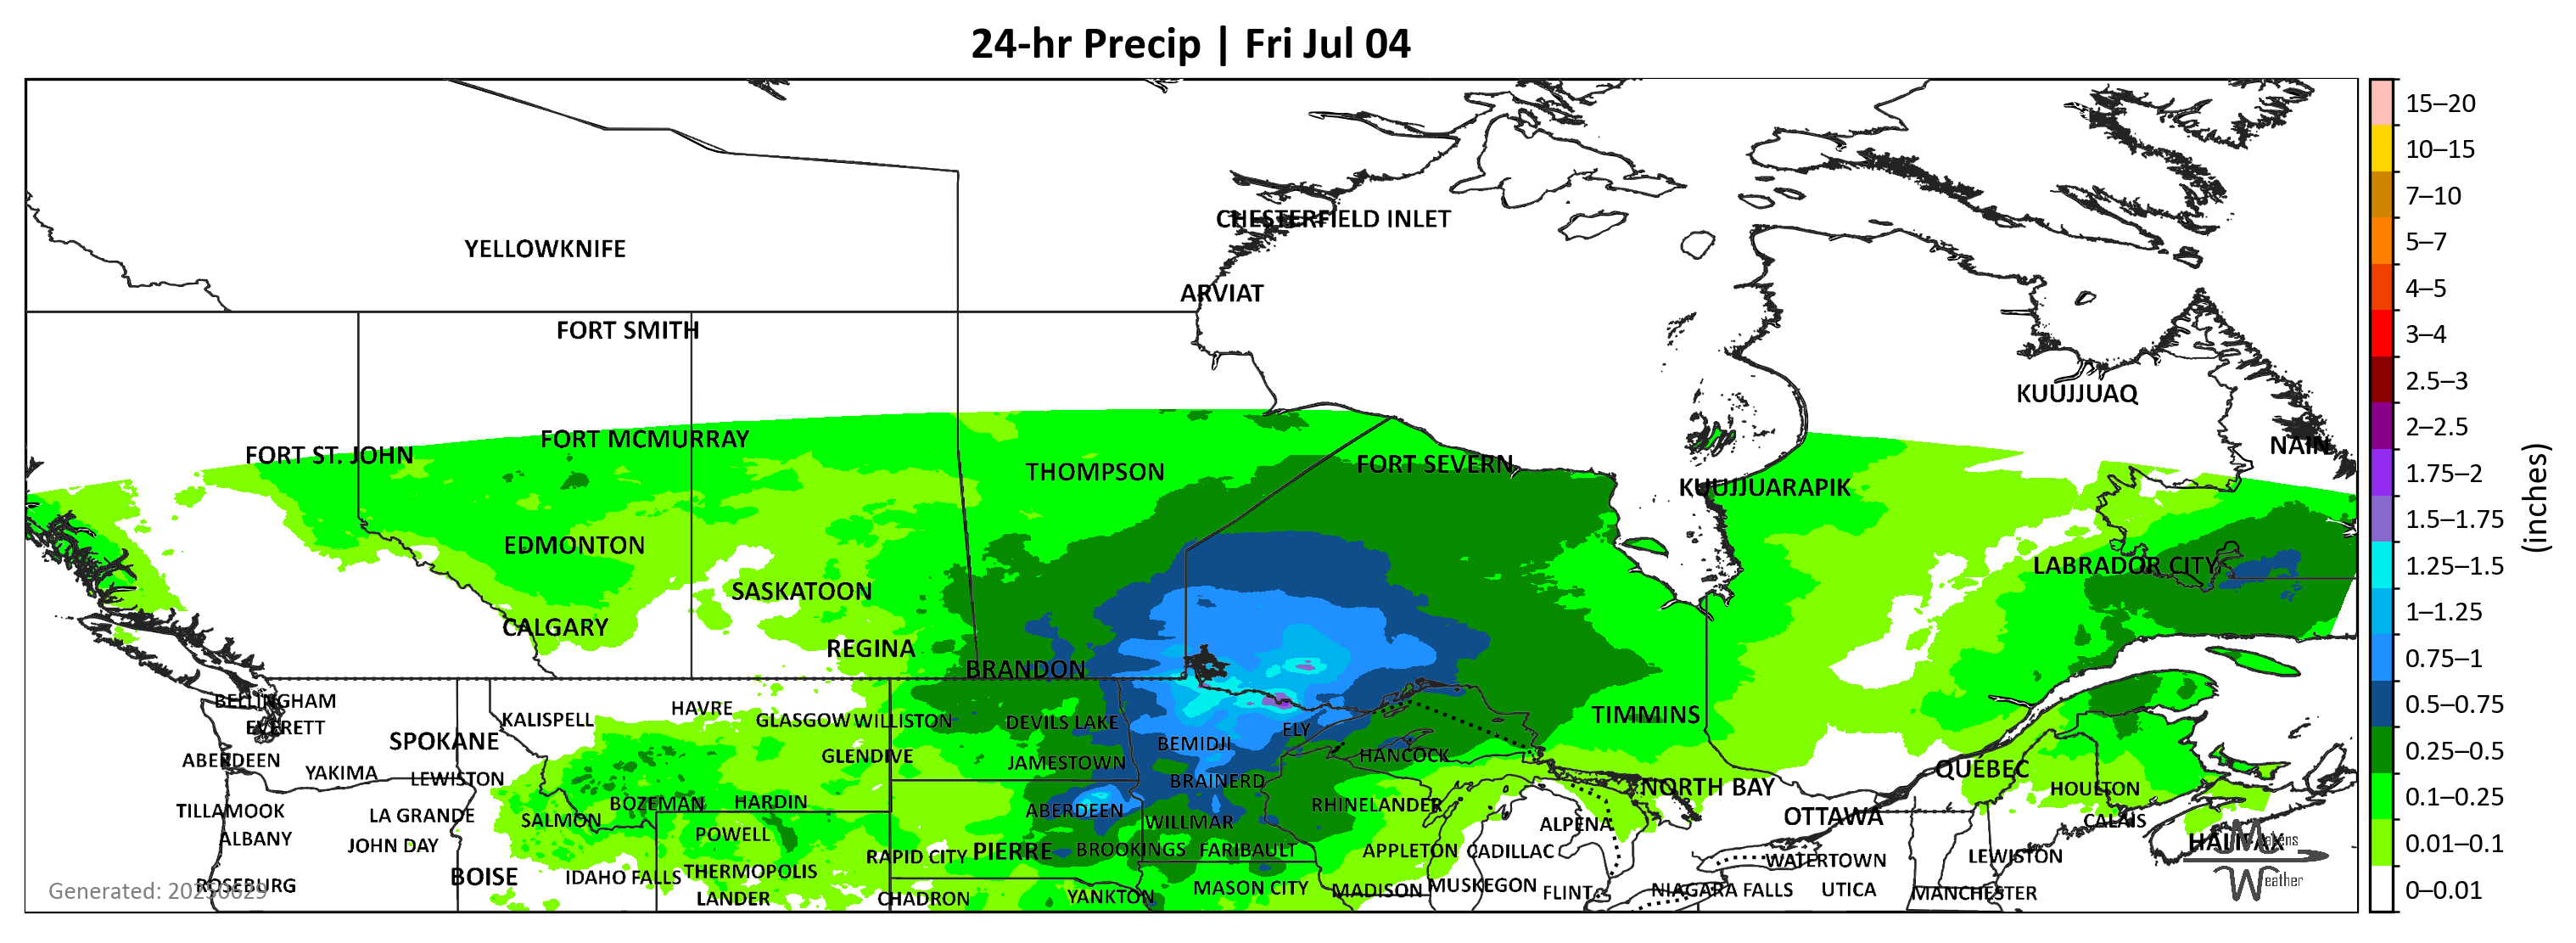 24-hr Precip | Fri Jul 04
CHESTERFIELD INLET
YELLOWKNIFE
ARVIAT
FORT SMITH
KUUJJUAQ
FORT MCMURRAY
NAIN
FORT ST. JOHN
THOMPSON
FORT SEVERN
KUUJJUARAPIK
EDMONTON
LABRADOR CITY
SASKATOON
CALGARY
REGINA
BRANDON
BELLINGHAM
HAVRE
KALISPELL
GLASGOW
WILLISTON
DEVILS LAKE
TIMMINS
EVERETT
ELY
SPOKANE
BEMIDJI
ABERDEEN
GLENDIVE
JAMESTOWN
HANCOCK
QUÉBEC
YAKIMA
LEWISTON
BRAINERD
NORTH BAY
HOULTON
TILLAMOOK
LA GRANDE
BOZEMAN
HARDIN
ABERDEEN
RHINELANDER
OTTAWA
SALMON
WILLMAR
ALPENA
CALAIS
ALBANY
JOHN DAY
POWELL
HALIFAX
RAPID CITY
PIERRE
BROOKINGS
FARIBAULT
APPLETON
CADILLAC
WATERTOWN
LEWISTON
ROSEBURG
BOISE
IDAHO FALLS
THERMOPOLIS
MASON CITY
MADISON
MUSKEGON
FLINT
NIAGARA FALLS
UTICA
MANCHESTER
LANDER
CHADRON
YANKTON
Generated: 20250629
Weather
15–20
10–15
7–10
5–7
4–5
3–4
2.5–3
2–2.5
1.75–2
1.5–1.75
1.25–1.5
1–1.25
0.75–1
0.5–0.75
0.25–0.5
0.1–0.25
0.01–0.1
0–0.01
(inches)